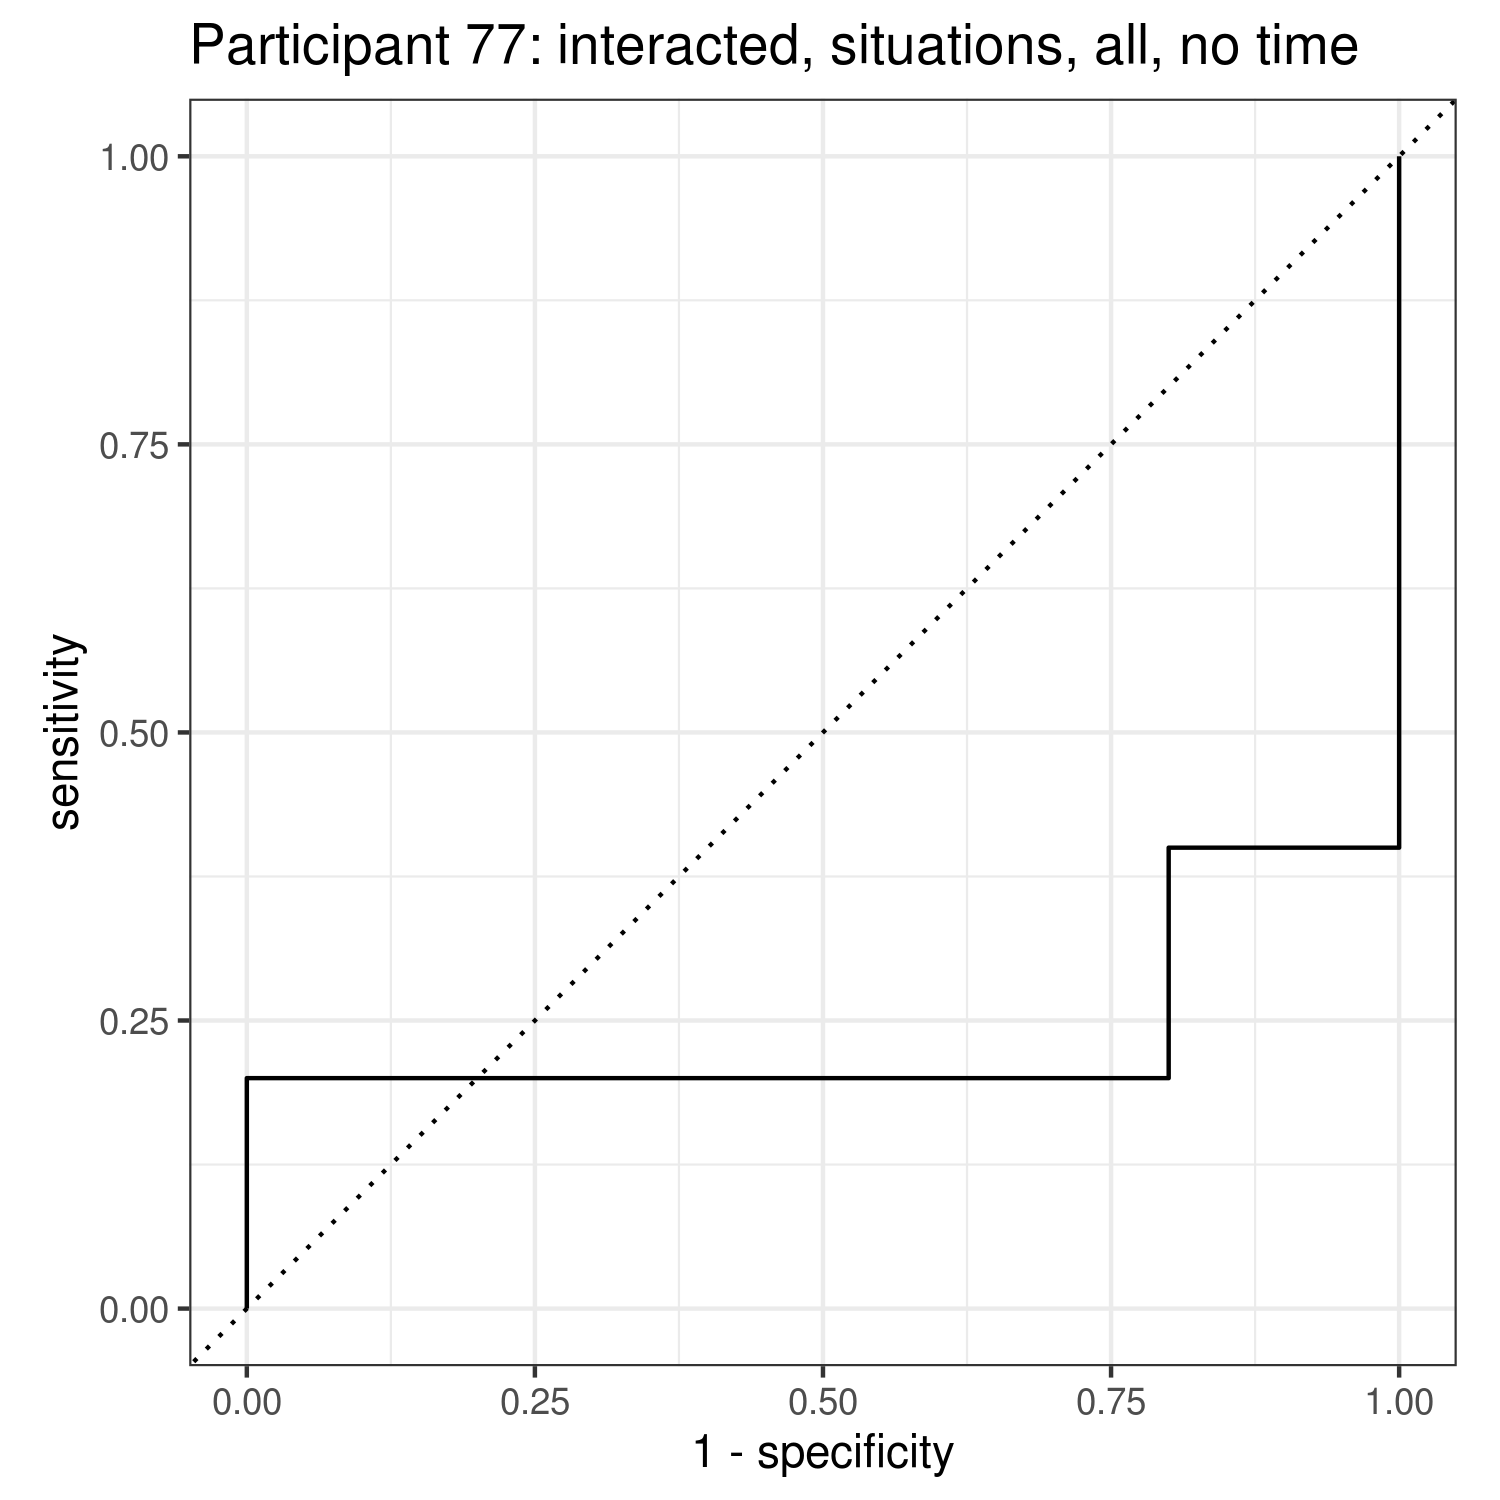 Participant 77: interacted, situations, all, no time
1.00
0.75
0.50
0.25
0.00
sensitivity
0.00 0.25 0.50 0.75 1.00
1 - specificity